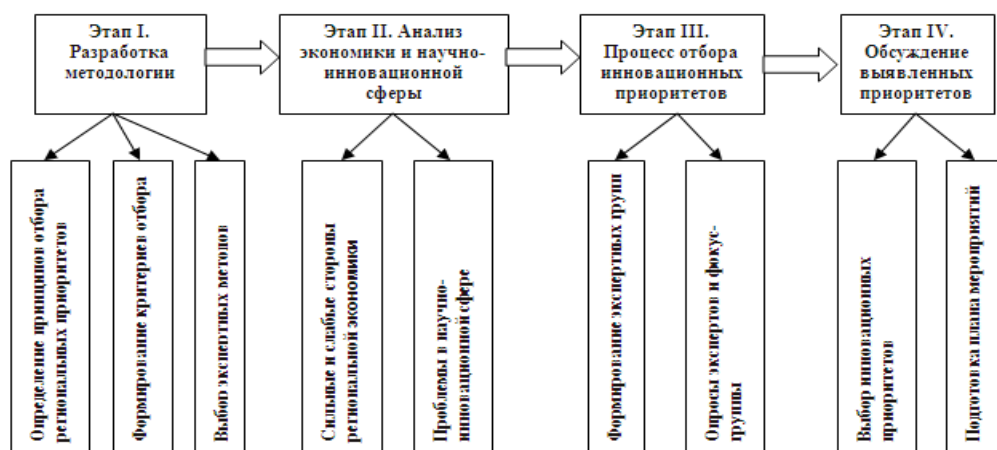 Этап I.
Разработка
методологии
Этап II. Анализ
экономики и научно-
инновационной
сферы
Этап III.
Процесс отбора
инновационных
приоритетов
Этап IV.
Обсуждение
выявленных
приоритетов
Определение принципов отбора
региональных приоритетов
Формирование критериев отбора
Выбор экспертных методов
Сильные и слабые стороны
региональной экономики
Проблемы в научно-
инновационной сфере
Формирование экспертных групп
Опросы экспертов и фокус-
группы
Выбор инновационных
приоритетов
Подготовка плана мероприятий